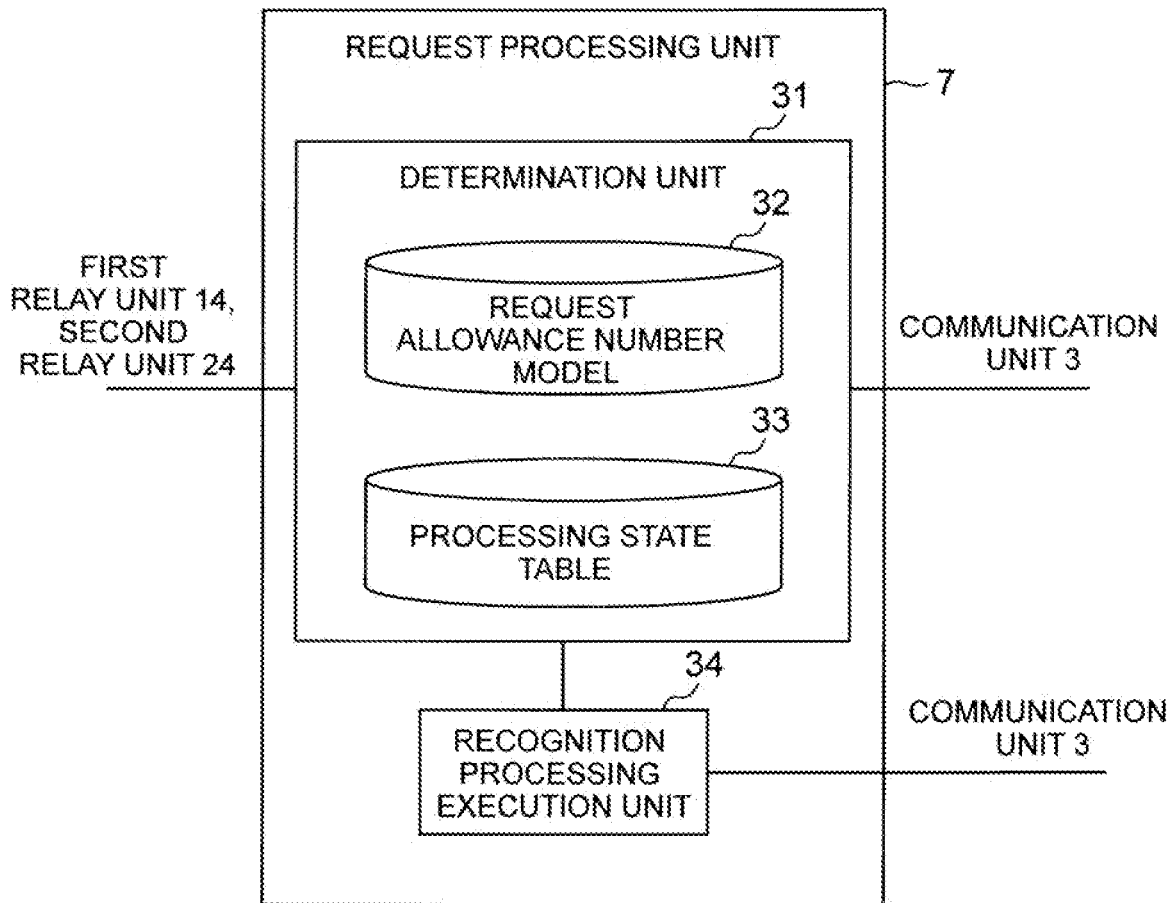 REQUEST PROCESSING UNIT
7
31
DETERMINATION UNIT
32
REQUEST
ALLOWANCE NUMBER
MODEL
FIRST
RELAY UNIT 14,
SECOND
RELAY UNIT 24
COMMUNICATION
UNIT 3
33
PROCESSING STATE
TABLE
34
RECOGNITION
PROCESSING
EXECUTION UNIT
COMMUNICATION
UNIT 3